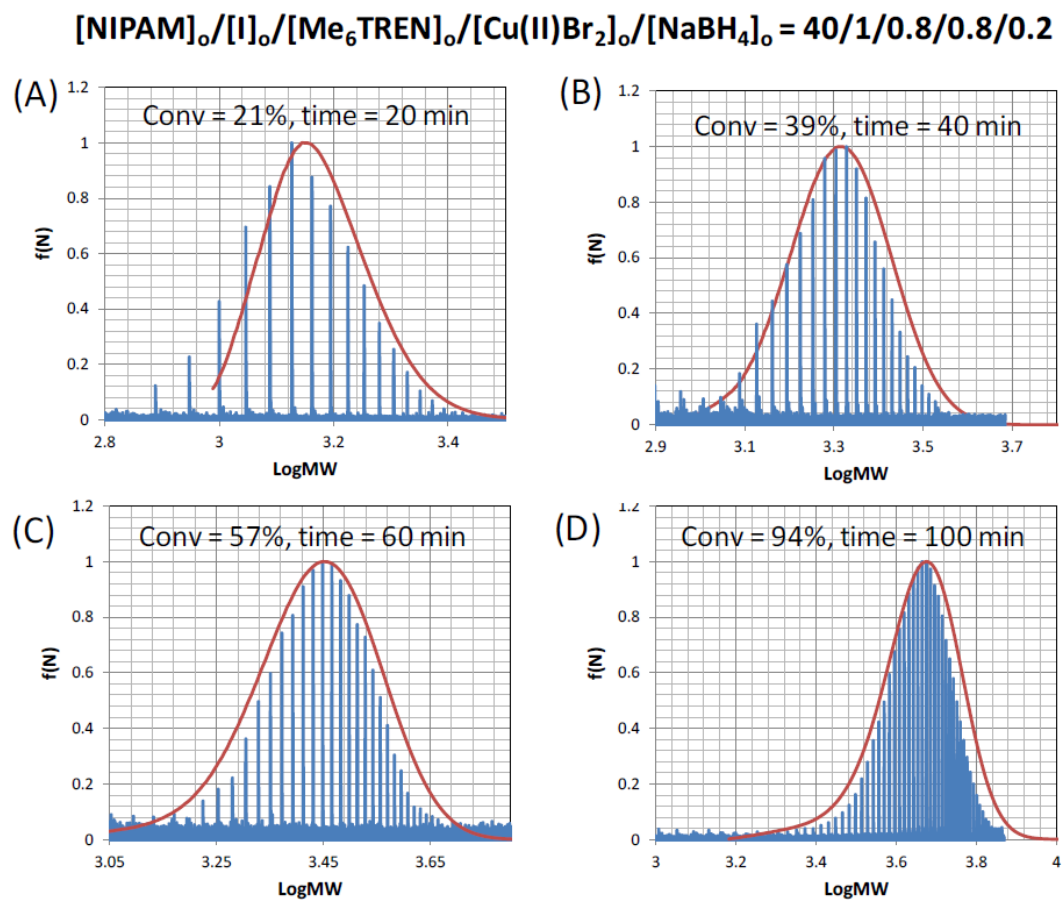 [NIPAM]ₒ/[I]ₒ/[Me₆TREN]ₒ/[Cu(II)Br₂]ₒ/[NaBH₄]ₒ = 40/1/0.8/0.8/0.2
(A)
Conv = 21%, time = 20 min
f(N)
1.2
1
0.8
0.6
0.4
0.2
0
2.8 3 3.2 3.4
LogMW
(B)
Conv = 39%, time = 40 min
f(N)
1.2
1
0.8
0.6
0.4
0.2
0
2.9 3.1 3.3 3.5 3.7
LogMW
(C)
Conv = 57%, time = 60 min
f(N)
1.2
1
0.8
0.6
0.4
0.2
0
3.05 3.25 3.45 3.65
LogMW
(D)
Conv = 94%, time = 100 min
f(N)
1.2
1
0.8
0.6
0.4
0.2
0
3 3.2 3.4 3.6 3.8 4
LogMW